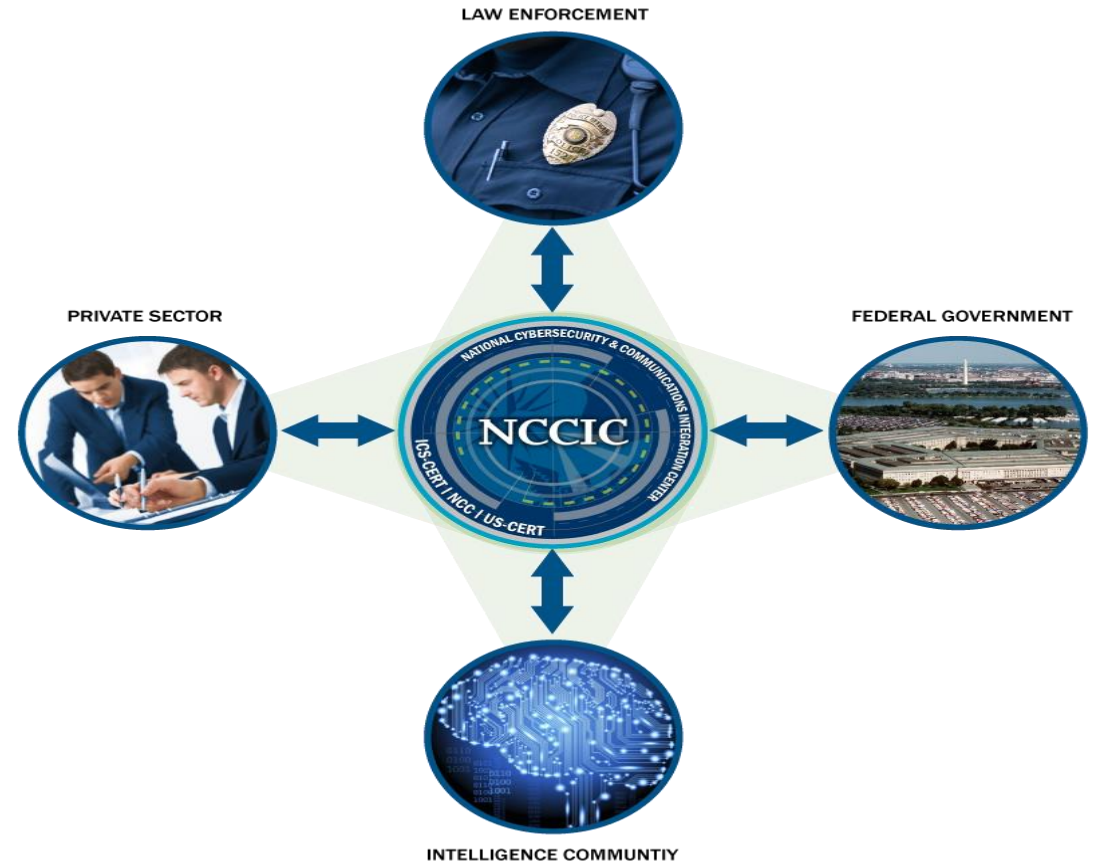 LAW ENFORCEMENT
PRIVATE SECTOR
FEDERAL GOVERNMENT
NATIONAL CYBERSECURITY & COMMUNICATIONS INTEGRATION CENTER
NCCIC
ICS-CERT / NCC / US-CERT
INTELLIGENCE COMMUNTIY